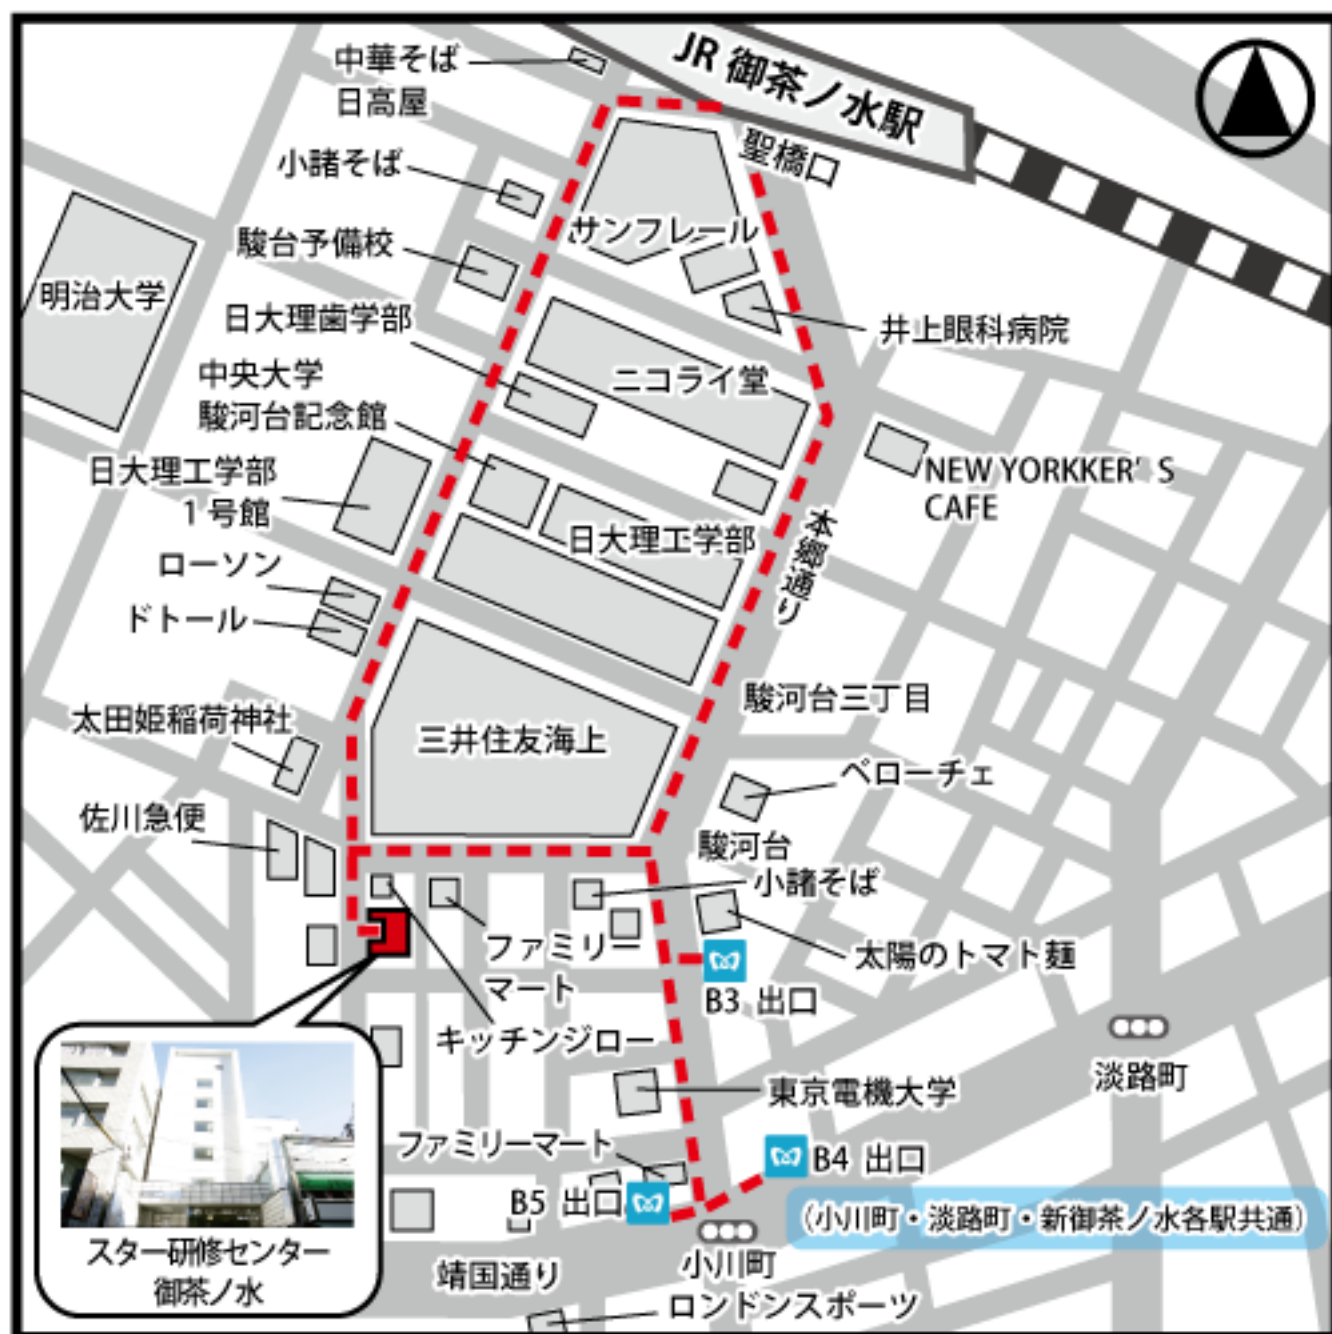 JR 御茶ノ水駅
中華そば
日高屋
聖橋口
小諸そば
サンフレール
駿台予備校
明治大学
日大理歯学部
井上眼科病院
中央大学
駿河台記念館
ニコライ堂
日大理工学部
1号館
NEW YORKKER'S
CAFE
本郷通り
日大理工学部
ローソン
ドトール
駿河台三丁目
太田姫稲荷神社
三井住友海上
ベローチェ
佐川急便
駿河台
小諸そば
ファミリー
マート
太陽のトマト麺
B3 出口
キッチンジロー
淡路町
東京電機大学
ファミリーマート
B4 出口
B5 出口
(小川町・淡路町・新御茶ノ水各駅共通)
スター研修センター
御茶ノ水
靖国通り
小川町
ロンドンスポーツ